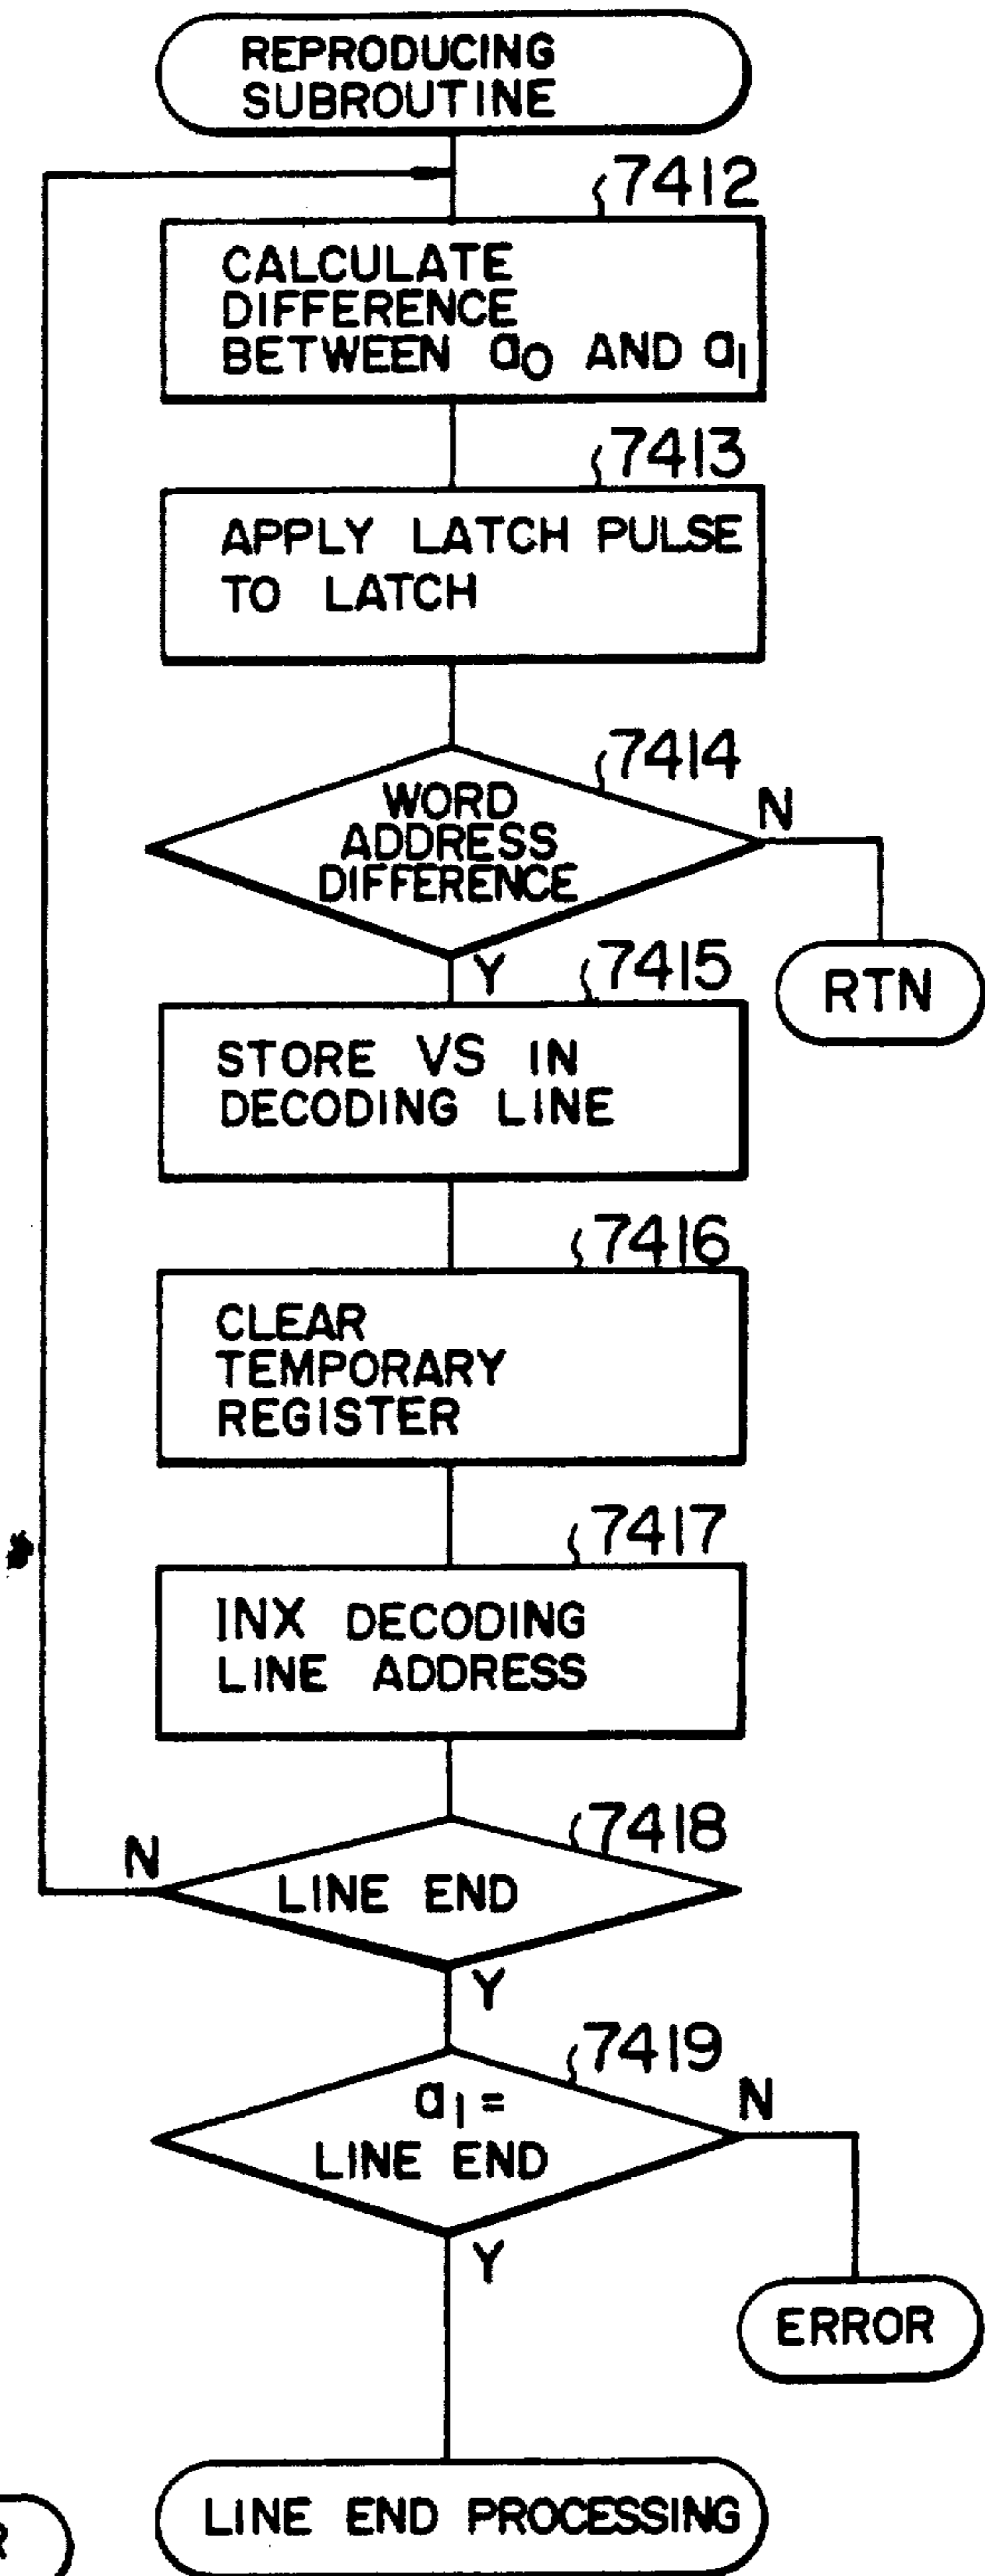 REPRODUCING
SUBROUTINE
7412
CALCULATE
DIFFERENCE
BETWEEN a0 AND a1
7413
APPLY LATCH PULSE
TO LATCH
7414
WORD
ADDRESS
DIFFERENCE
N
RTN
Y
7415
STORE VS IN
DECODING LINE
7416
CLEAR
TEMPORARY
REGISTER
7417
INX DECODING
LINE ADDRESS
7418
N
LINE END
Y
7419
a1 =
LINE END
N
Y
ERROR
LINE END PROCESSING
R